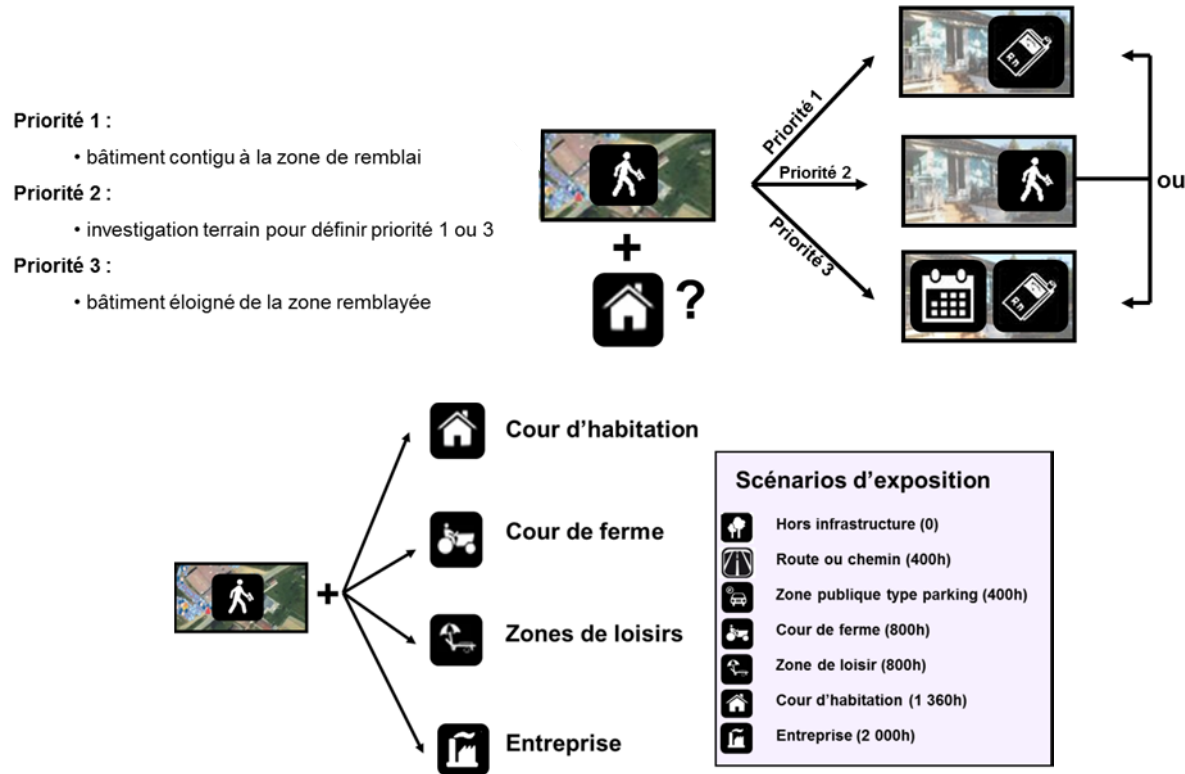 Priorité 1 :
• bâtiment contigu à la zone de remblai
Priorité 2 :
• investigation terrain pour définir priorité 1 ou 3
Priorité 3 :
• bâtiment éloigné de la zone remblayée
+
?
Priorité 1
Priorité 2
Priorité 3
Rn
Rn
ou
+
Cour d'habitation
Cour de ferme
Zones de loisirs
Entreprise
Scénarios d'exposition
Hors infrastructure (0)
Route ou chemin (400h)
Zone publique type parking (400h)
Cour de ferme (800h)
Zone de loisir (800h)
Cour d'habitation (1 360h)
Entreprise (2 000h)